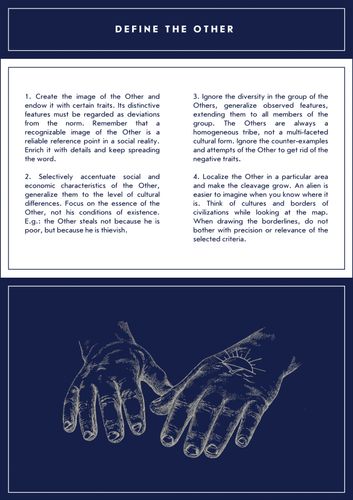 DEFINE THE OTHER
1. Create the image of the Other and
endow it with certain traits. Its distinctive
features must be regarded as deviations
from the norm. Remember that a
recognizable image of the Other is a
reliable reference point in a social reality.
Enrich it with details and keep spreading
the word.
2. Selectively accentuate social and
economic characteristics of the Other,
generalize them to the level of cultural
differences. Focus on the essence of the
Other, not his conditions of existence.
E.g.: the Other steals not because he is
poor, but because he is thievish.
3. Ignore the diversity in the group of the
Others, generalize observed features,
extending them to all members of the
group. The Others are always a
homogeneous tribe, not a multi-faceted
cultural form. Ignore the counter-examples
and attempts of the Other to get rid of the
negative traits.
4. Localize the Other in a particular area
and make the cleavage grow. An alien is
easier to imagine when you know where it
is. Think of cultures and borders of
civilizations while looking at the map.
When drawing the borderlines, do not
bother with precision or relevance of the
selected criteria.